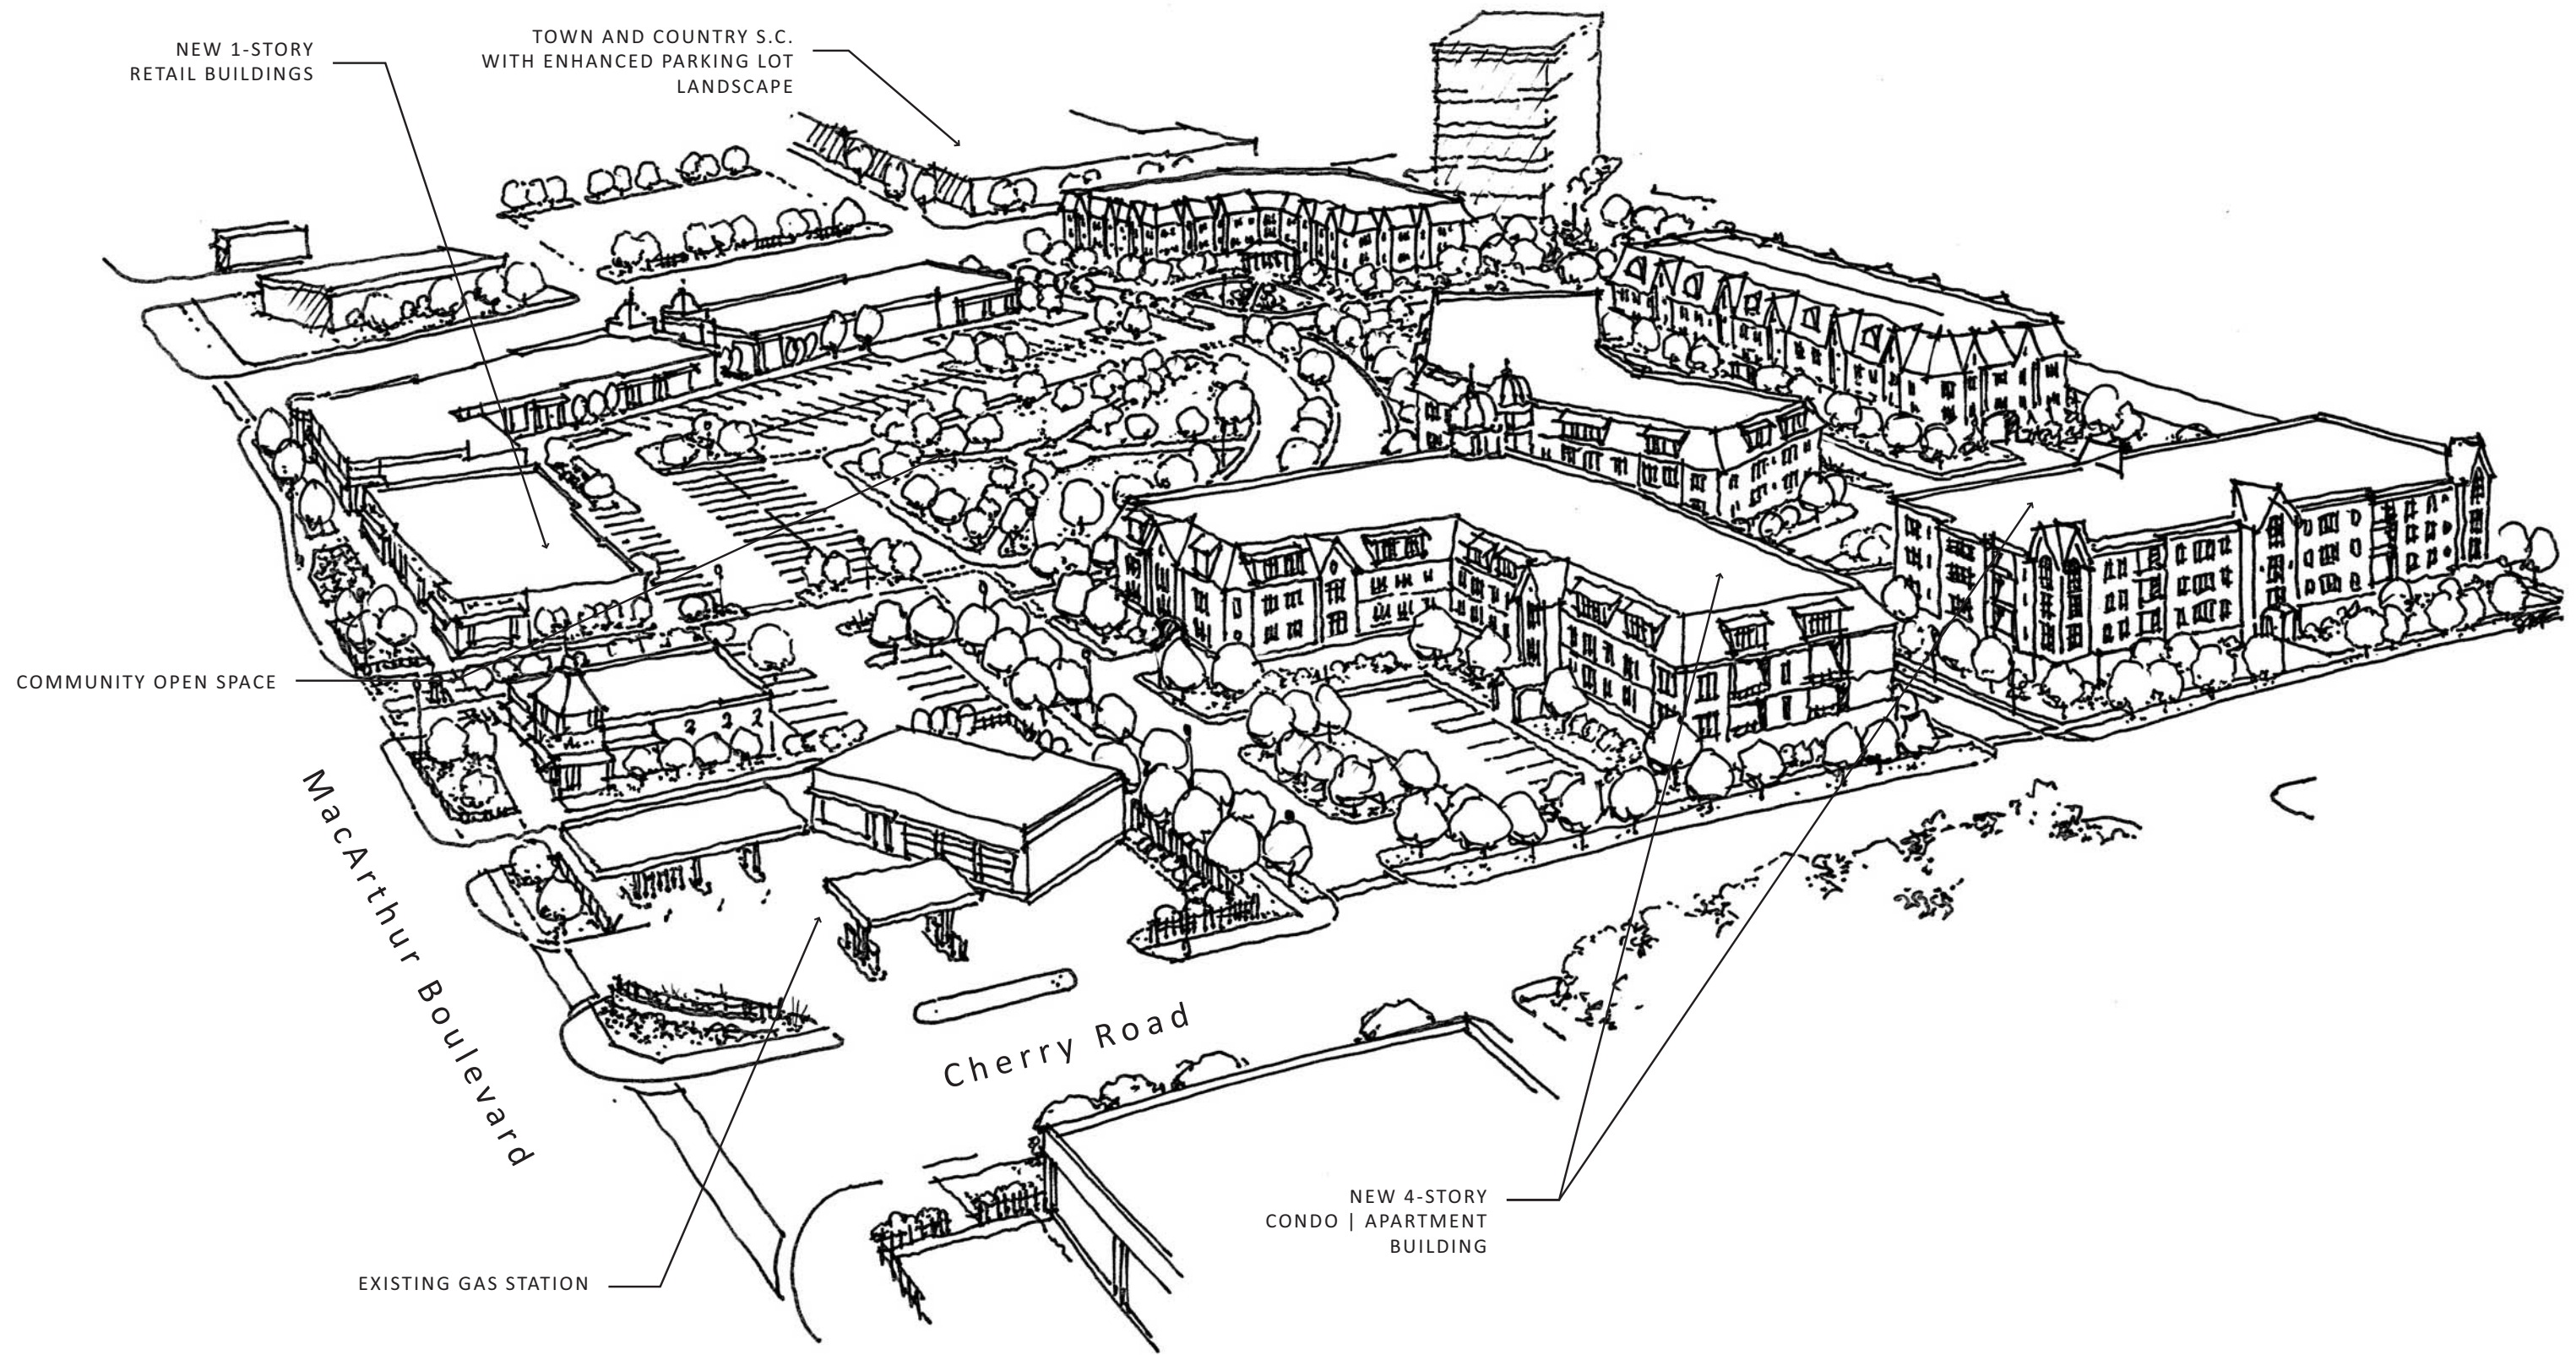 NEW 1-STORY
RETAIL BUILDINGS
TOWN AND COUNTRY S.C.
WITH ENHANCED PARKING LOT
LANDSCAPE
COMMUNITY OPEN SPACE
MacArthur Boulevard
Cherry Road
NEW 4-STORY
CONDO | APARTMENT
BUILDING
EXISTING GAS STATION